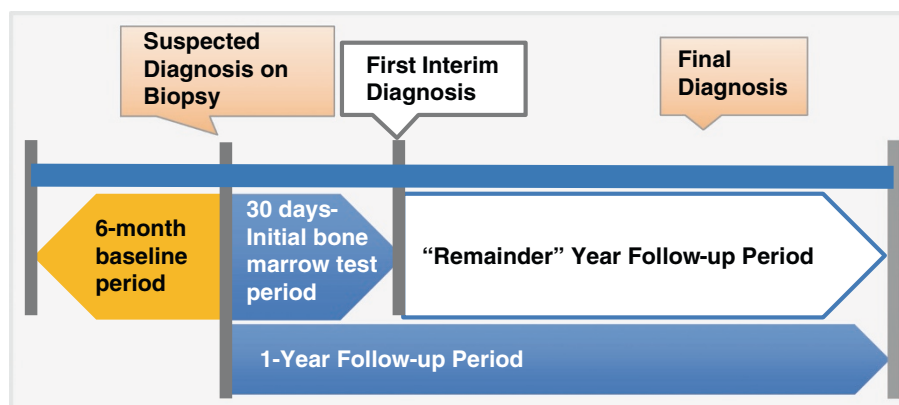 Suspected
Diagnosis on
Biopsy
First Interim
Diagnosis
Final
Diagnosis
6-month
baseline
period
30 days-
Initial bone
marrow test
period
“Remainder” Year Follow-up Period
1-Year Follow-up Period